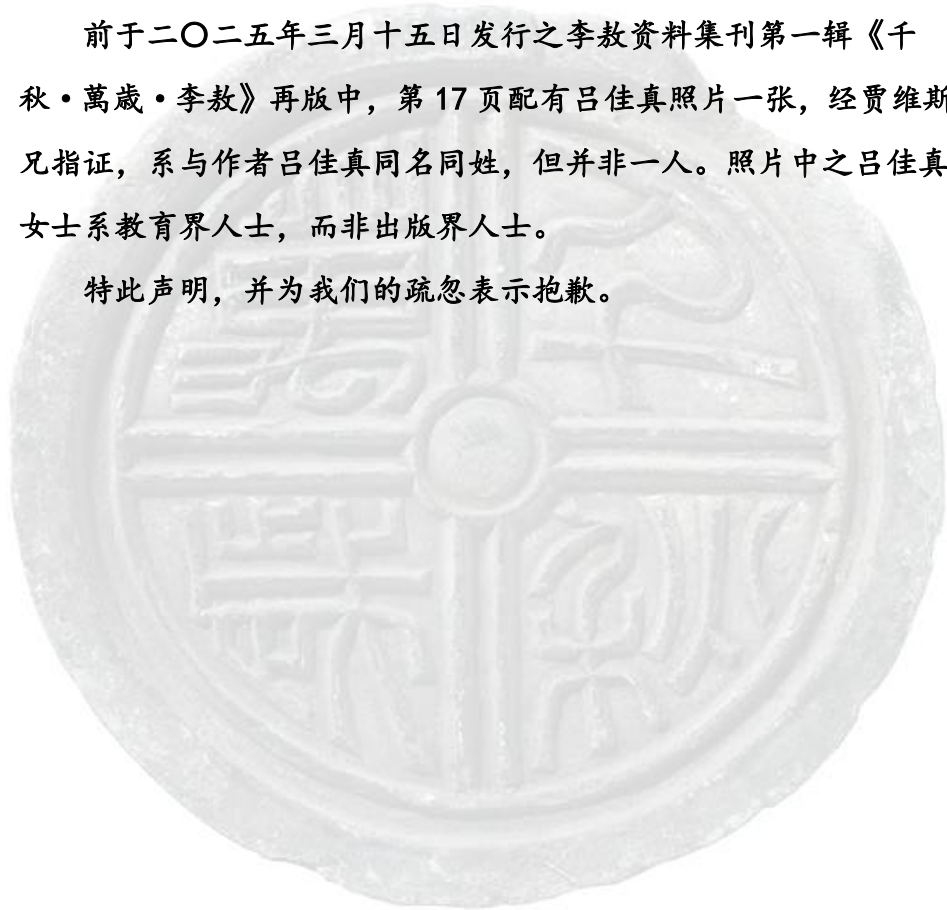 前于二〇二五年三月十五日发行之李敖资料集刊第一辑《千
秋·萬歲·李敖》再版中，第 17 页配有吕佳真照片一张，经贾维斯
兄指证，系与作者吕佳真同名同姓，但并非一人。照片中之吕佳真
女士系教育界人士，而非出版界人士。
特此声明，并为我们的疏忽表示抱歉。
千
秌
萬
歲